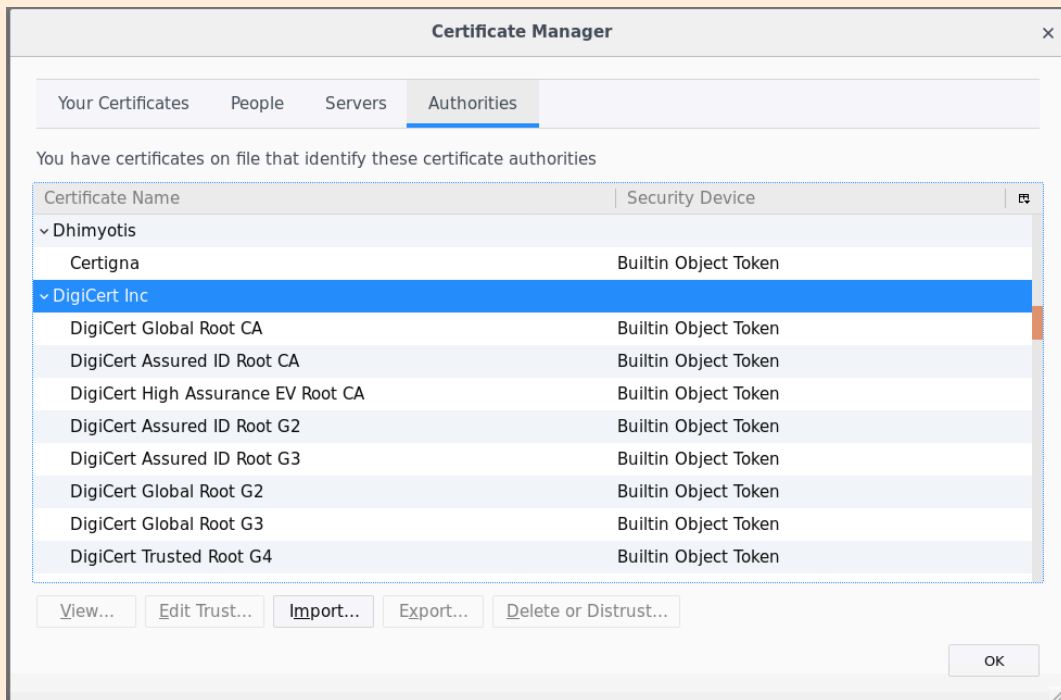 Certificate Manager
Your Certificates People Servers Authorities
You have certificates on file that identify these certificate authorities
Certificate Name Security Device
Dhimyotis
Certigna Builtin Object Token
DigiCert Inc
DigiCert Global Root CA Builtin Object Token
DigiCert Assured ID Root CA Builtin Object Token
DigiCert High Assurance EV Root CA Builtin Object Token
DigiCert Assured ID Root G2 Builtin Object Token
DigiCert Assured ID Root G3 Builtin Object Token
DigiCert Global Root G2 Builtin Object Token
DigiCert Global Root G3 Builtin Object Token
DigiCert Trusted Root G4 Builtin Object Token
View... Edit Trust... Import... Export... Delete or Distrust...
OK